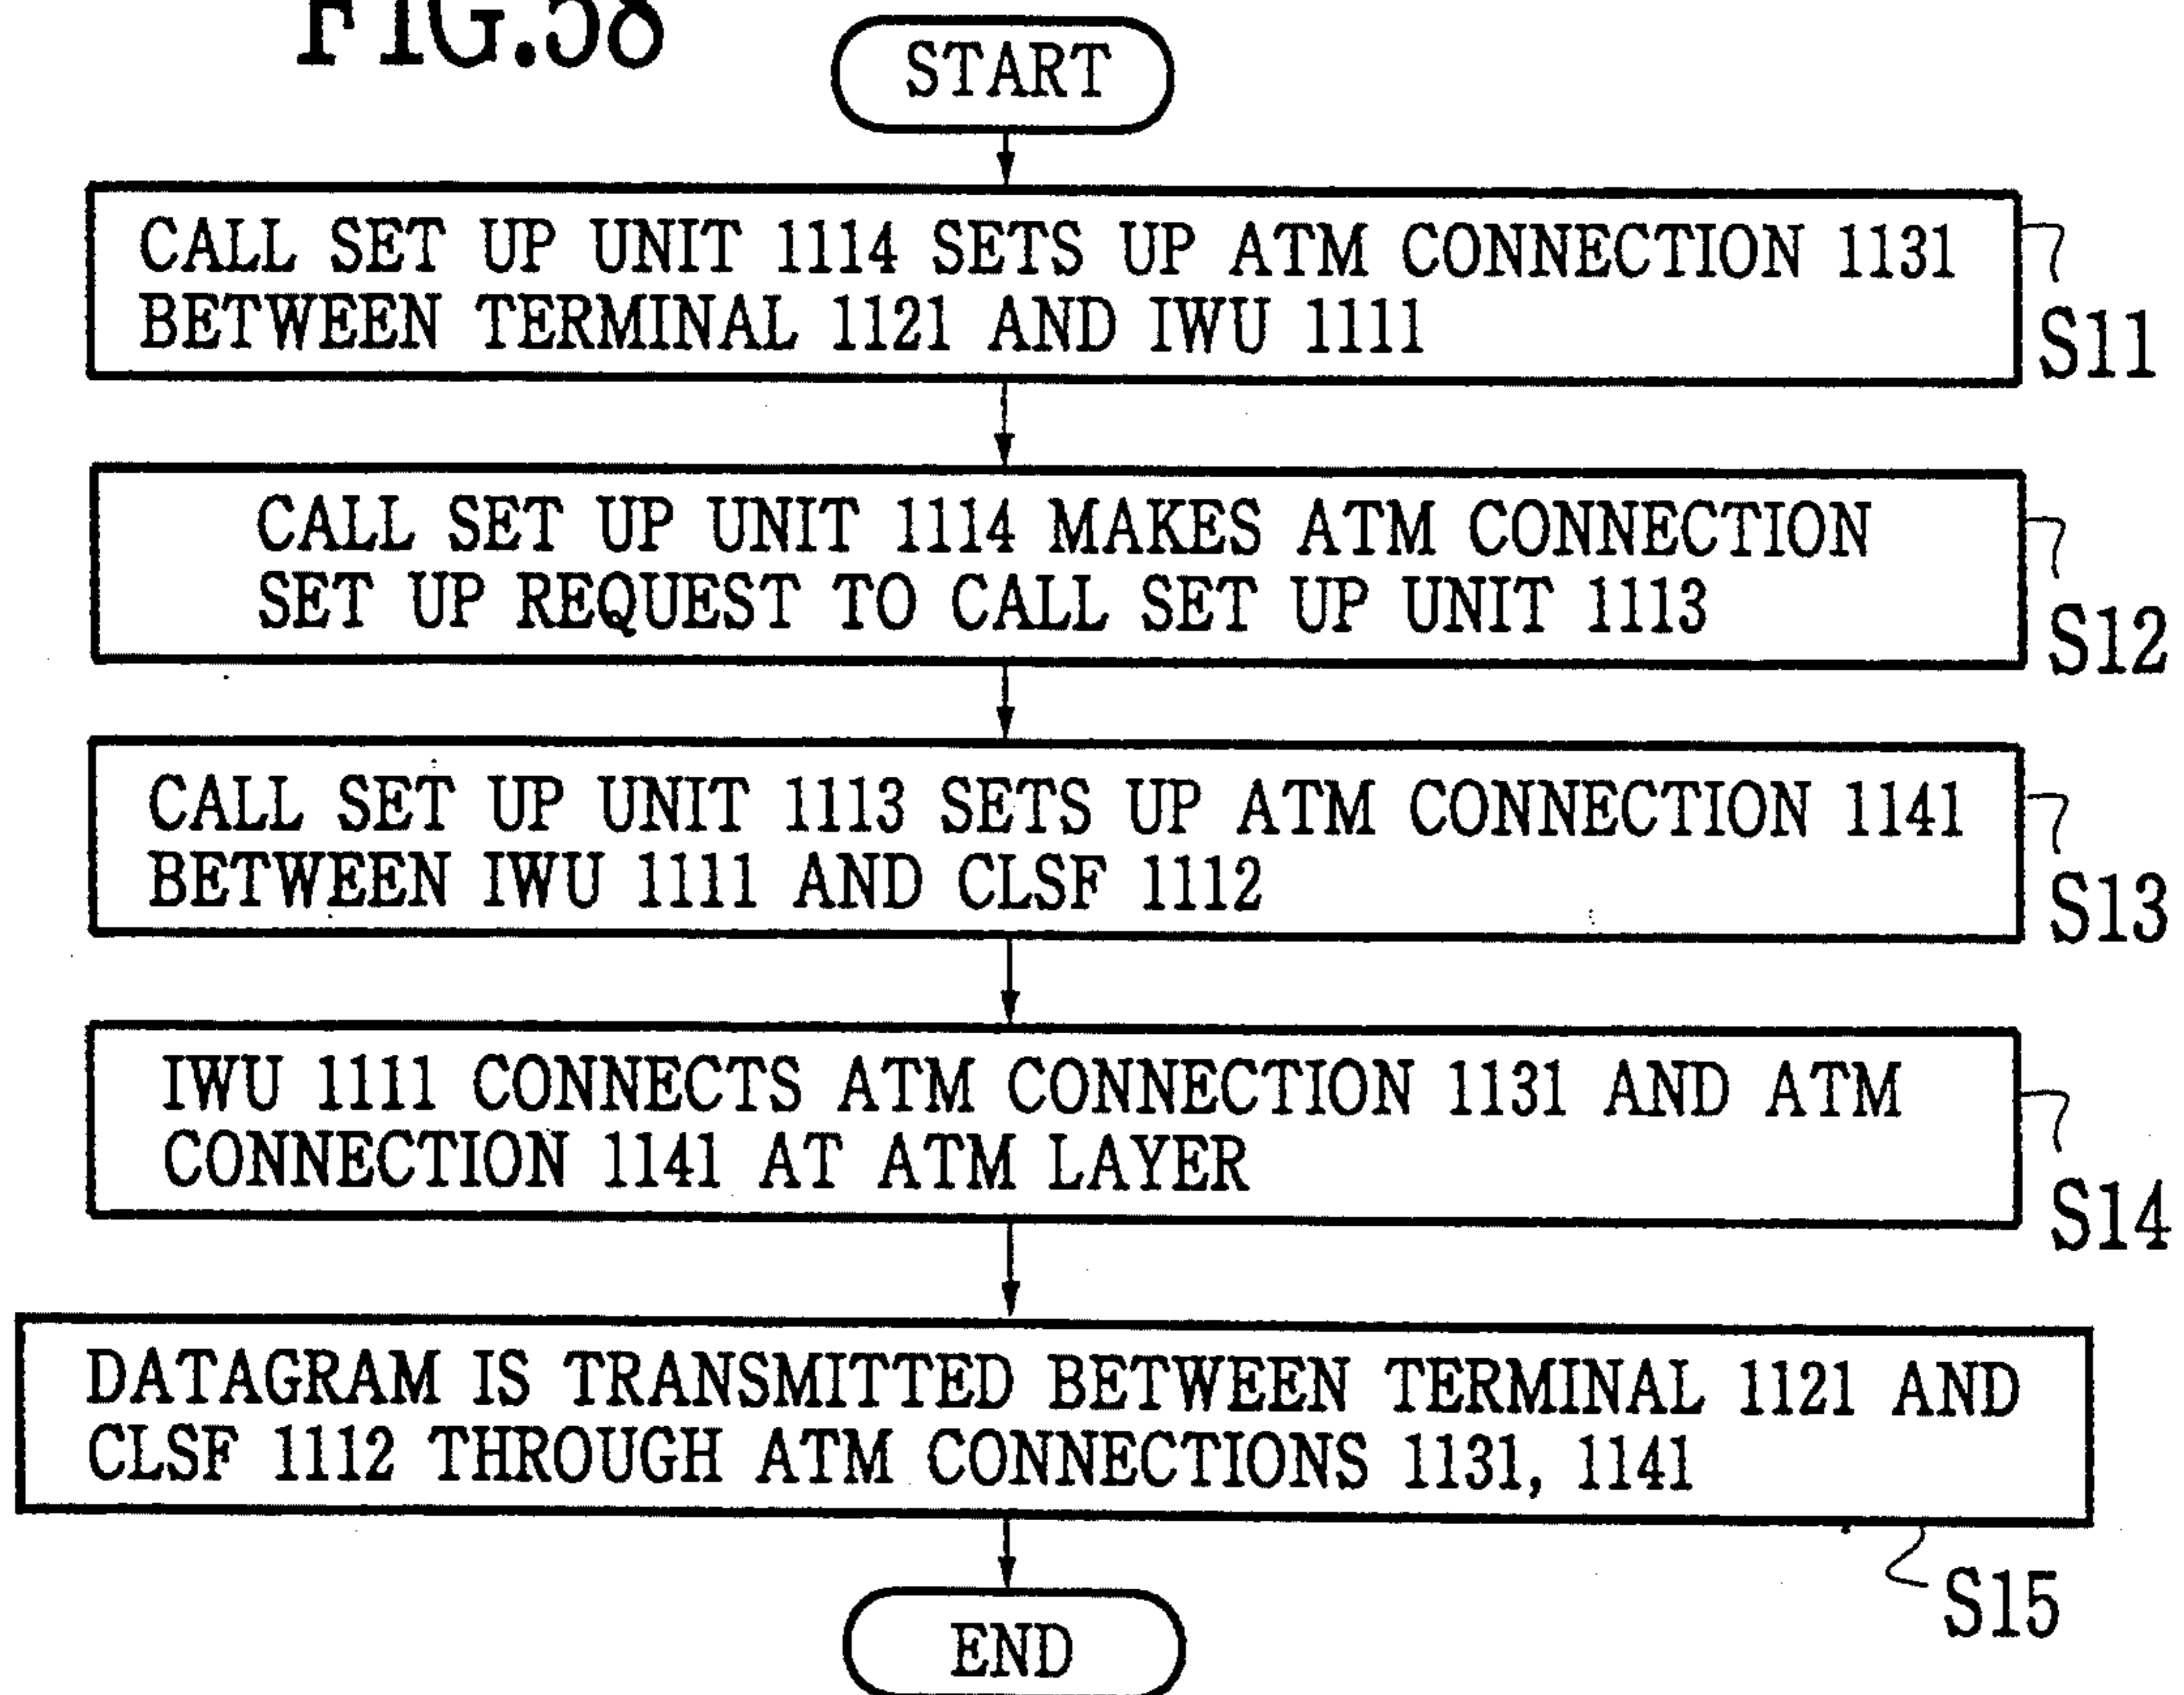 FIG.58
START
CALL SET UP UNIT 1114 SETS UP ATM CONNECTION 1131
BETWEEN TERMINAL 1121 AND IWU 1111
S11
CALL SET UP UNIT 1114 MAKES ATM CONNECTION
SET UP REQUEST TO CALL SET UP UNIT 1113
S12
CALL SET UP UNIT 1113 SETS UP ATM CONNECTION 1141
BETWEEN IWU 1111 AND CLSF 1112
S13
IWU 1111 CONNECTS ATM CONNECTION 1131 AND ATM
CONNECTION 1141 AT ATM LAYER
S14
DATAGRAM IS TRANSMITTED BETWEEN TERMINAL 1121 AND
CLSF 1112 THROUGH ATM CONNECTIONS 1131, 1141
S15
END